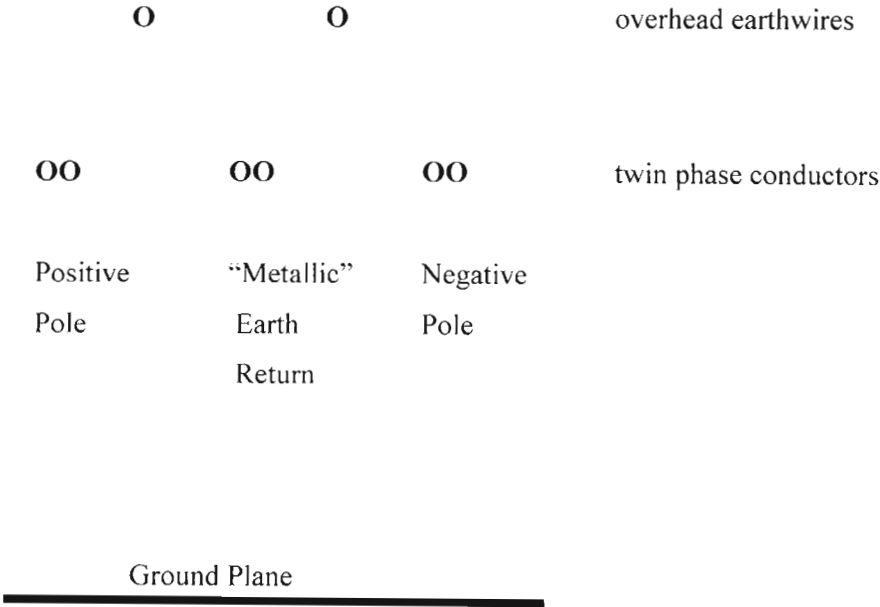 O O overhead earthwires
OO OO OO twin phase conductors
Positive “Metallic” Negative
Pole Earth Pole
Return
Ground Plane